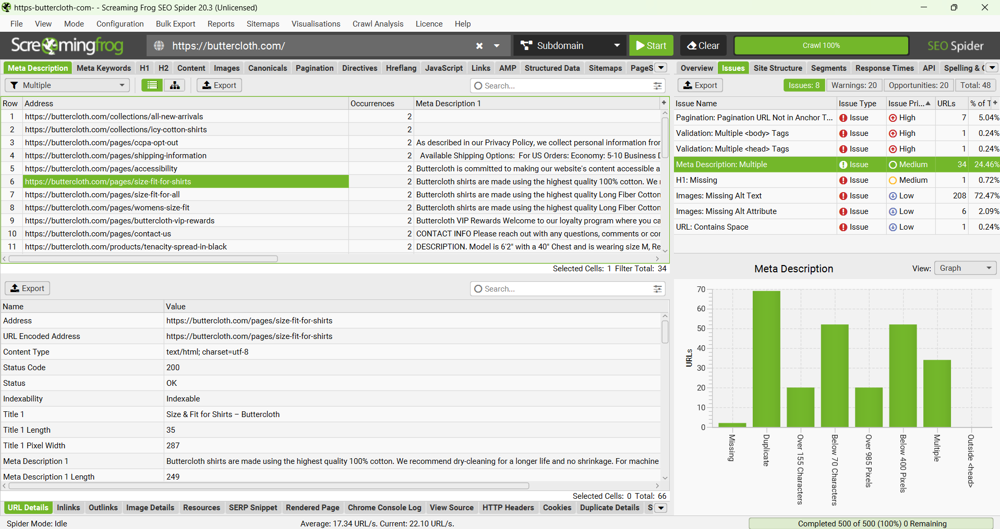 https-buttercloth-com- - Screaming Frog SEO Spider 20.3 (Unlicensed)
File View Mode Configuration Bulk Export Reports Sitemaps Visualisations Crawl Analysis Licence Help
Screamingfrog https://buttercloth.com/ Subdomain Start Clear Crawl 100% SEO Spider
Meta Description Meta Keywords H1 H2 Content Images Canonicals Pagination Directives Hreflang JavaScript Links AMP Structured Data Sitemaps PageS
Multiple Export Search...
Row Address Occurrences Meta Description 1 +
1 https://buttercloth.com/collections/all-new-arrivals 2
2 https://buttercloth.com/collections/icy-cotton-shirts 2
3 https://buttercloth.com/pages/ccpa-opt-out 2 As described in our Privacy Policy, we collect personal information from
4 https://buttercloth.com/pages/shipping-information 2 Available Shipping Options: For US Orders: Economy: 5-10 Business
5 https://buttercloth.com/pages/accessibility 2 Buttercloth is committed to making our website's content accessible a
6 https://buttercloth.com/pages/size-fit-for-shirts 2 Buttercloth shirts are made using the highest quality 100% cotton. We
7 https://buttercloth.com/pages/size-fit-for-all 2 Buttercloth shirts are made using the highest quality Long Fiber Cotton
8 https://buttercloth.com/pages/womens-size-fit 2 Buttercloth shirts are made using the highest quality Long Fiber Cotton
9 https://buttercloth.com/pages/buttercloth-vip-rewards 2 Buttercloth VIP Rewards Welcome to our loyalty program where you ca
10 https://buttercloth.com/pages/contact-us 2 CONTACT INFO Please reach out with any questions, comments or
11 https://buttercloth.com/products/tenacity-spread-in-black 2 DESCRIPTION. Model is 6'2" with a 40" Chest and is wearing size M, Re
Selected Cells: 1 Filter Total: 34
Export Search...
Name Value
Address https://buttercloth.com/pages/size-fit-for-shirts
URL Encoded Address https://buttercloth.com/pages/size-fit-for-shirts
Content Type text/html; charset=utf-8
Status Code 200
Status OK
Indexability Indexable
Title 1 Size & Fit for Shirts – Buttercloth
Title 1 Length 35
Title 1 Pixel Width 287
Meta Description 1 Buttercloth shirts are made using the highest quality 100% cotton. We recommend dry-cleaning for a longer life and no shrinkage. For machine
Meta Description 1 Length 249
Selected Cells: 0 Total: 66
URL Details Inlinks Outlinks Image Details Resources SERP Snippet Rendered Page Chrome Console Log View Source HTTP Headers Cookies Duplicate Details S
Overview Issues Site Structure Segments Response Times API Spelling &
Export Issues: 8 Warnings: 20 Opportunities: 20 Total: 48
Issue Name Issue Type Issue Pri... URLs % of T +
Pagination: Pagination URL Not in Anchor T... Issue High 7 5.04%
Validation: Multiple <body> Tags Issue High 1 0.24%
Validation: Multiple <head> Tags Issue High 1 0.24%
Meta Description: Multiple Issue Medium 34 24.46%
H1: Missing Issue Medium 1 0.72%
Images: Missing Alt Text Issue Low 208 72.47%
Images: Missing Alt Attribute Issue Low 6 2.09%
URL: Contains Space Issue Low 1 0.24%
Meta Description View: Graph
70
60
50
40
30
20
10
0
URLs
Missing
Duplicate
Over 155 Characters
Below 70 Characters
Over 985 Pixels
Below 400 Pixels
Multiple
Outside <head>
Spider Mode: Idle Average: 17.34 URL/s. Current: 22.10 URL/s. Completed 500 of 500 (100%) 0 Remaining